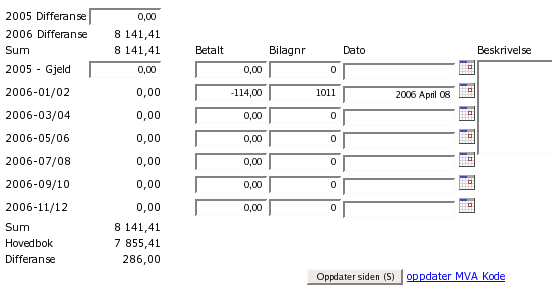 2005 Differanse 0,00
2006 Differanse 8 141,41
Sum 8 141,41 Betalt Bilagnr Dato Beskrivelse
2005 - Gjeld 0,00 0,00 0
2006-01/02 0,00 -114,00 1011 2006 April 08
2006-03/04 0,00 0,00 0
2006-05/06 0,00 0,00 0
2006-07/08 0,00 0,00 0
2006-09/10 0,00 0,00 0
2006-11/12 0,00 0,00 0
Sum 8 141,41
Hovedbok 7 855,41
Differanse 286,00
Oppdater siden (S) oppdater MVA Kode